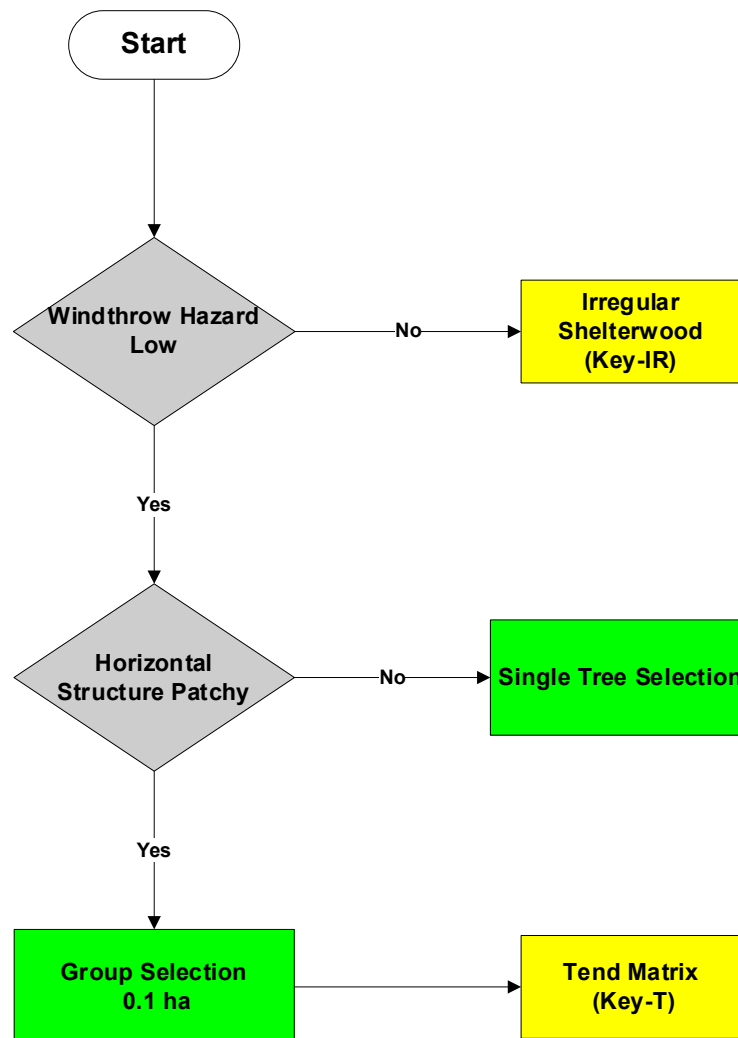 Start
Windthrow Hazard
Low
No
Irregular
Shelterwood
(Key-IR)
Yes
Horizontal
Structure Patchy
No
Single Tree Selection
Yes
Group Selection
0.1 ha
Tend Matrix
(Key-T)